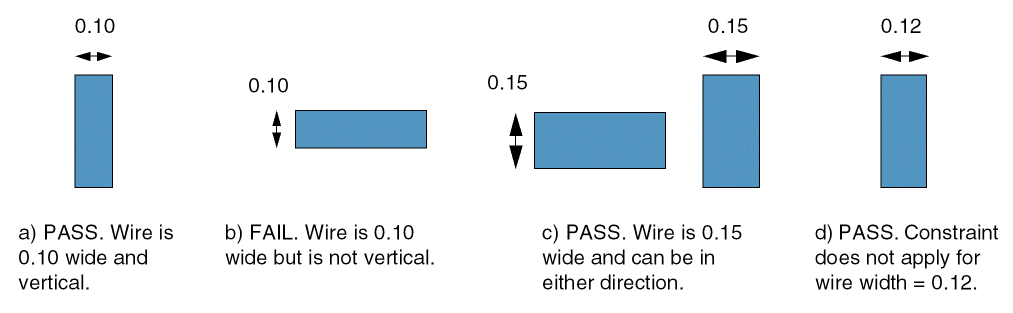 0.10
0.10
0.15
0.15
0.12
a) PASS. Wire is
0.10 wide and
vertical.
b) FAIL. Wire is 0.10
wide but is not vertical.
c) PASS. Wire is 0.15
wide and can be in
either direction.
d) PASS. Constraint
does not apply for
wire width = 0.12.